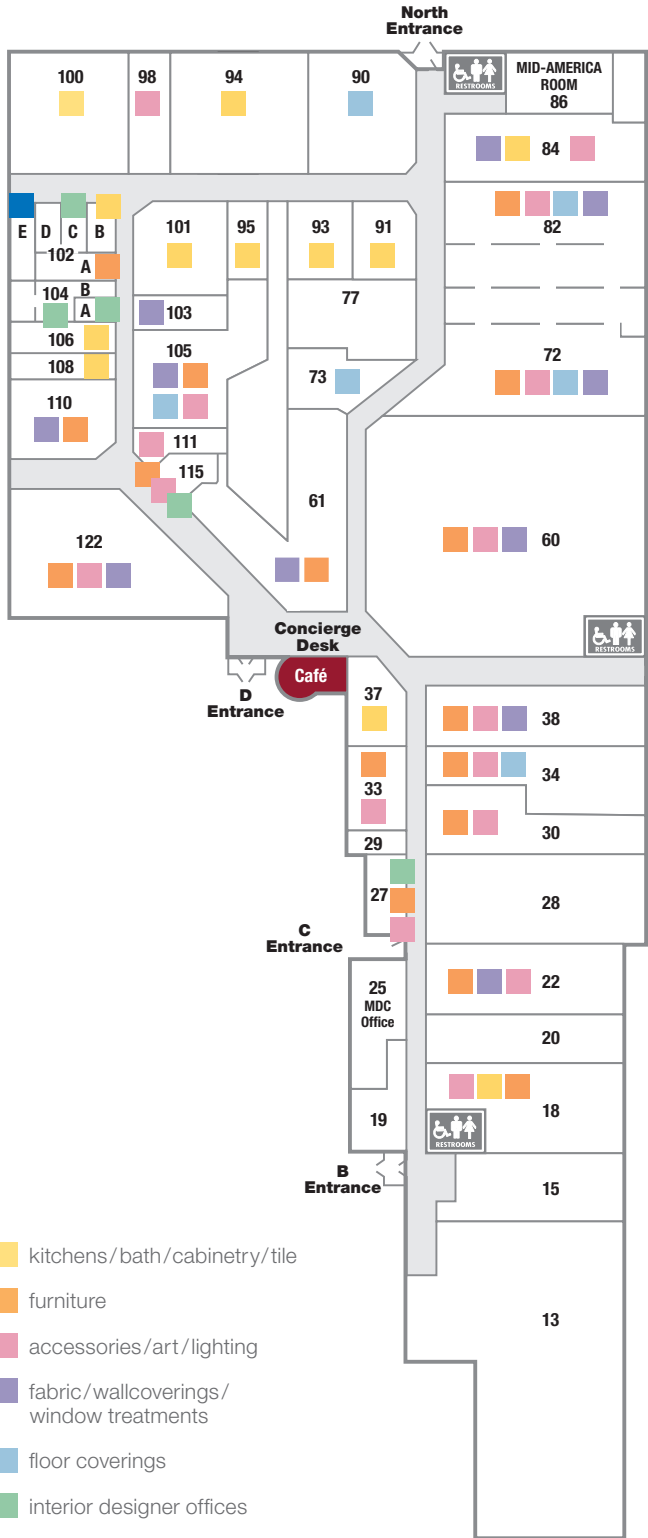 North
Entrance
RESTROOMS
MID-AMERICA
ROOM
86
100
98
94
90
84
82
E
D
C
B
102
A
B
104
A
106
108
110
101
95
93
91
77
103
105
73
72
111
115
61
60
122
RESTROOMS
Concierge
Desk
Café
D
Entrance
37
38
33
34
30
29
27
28
C
Entrance
25
MDC
Office
22
20
18
19
RESTROOMS
B
Entrance
15
13
kitchens/bath/cabinetry/tile
furniture
accessories/art/lighting
fabric/wallcoverings/
window treatments
floor coverings
interior designer offices